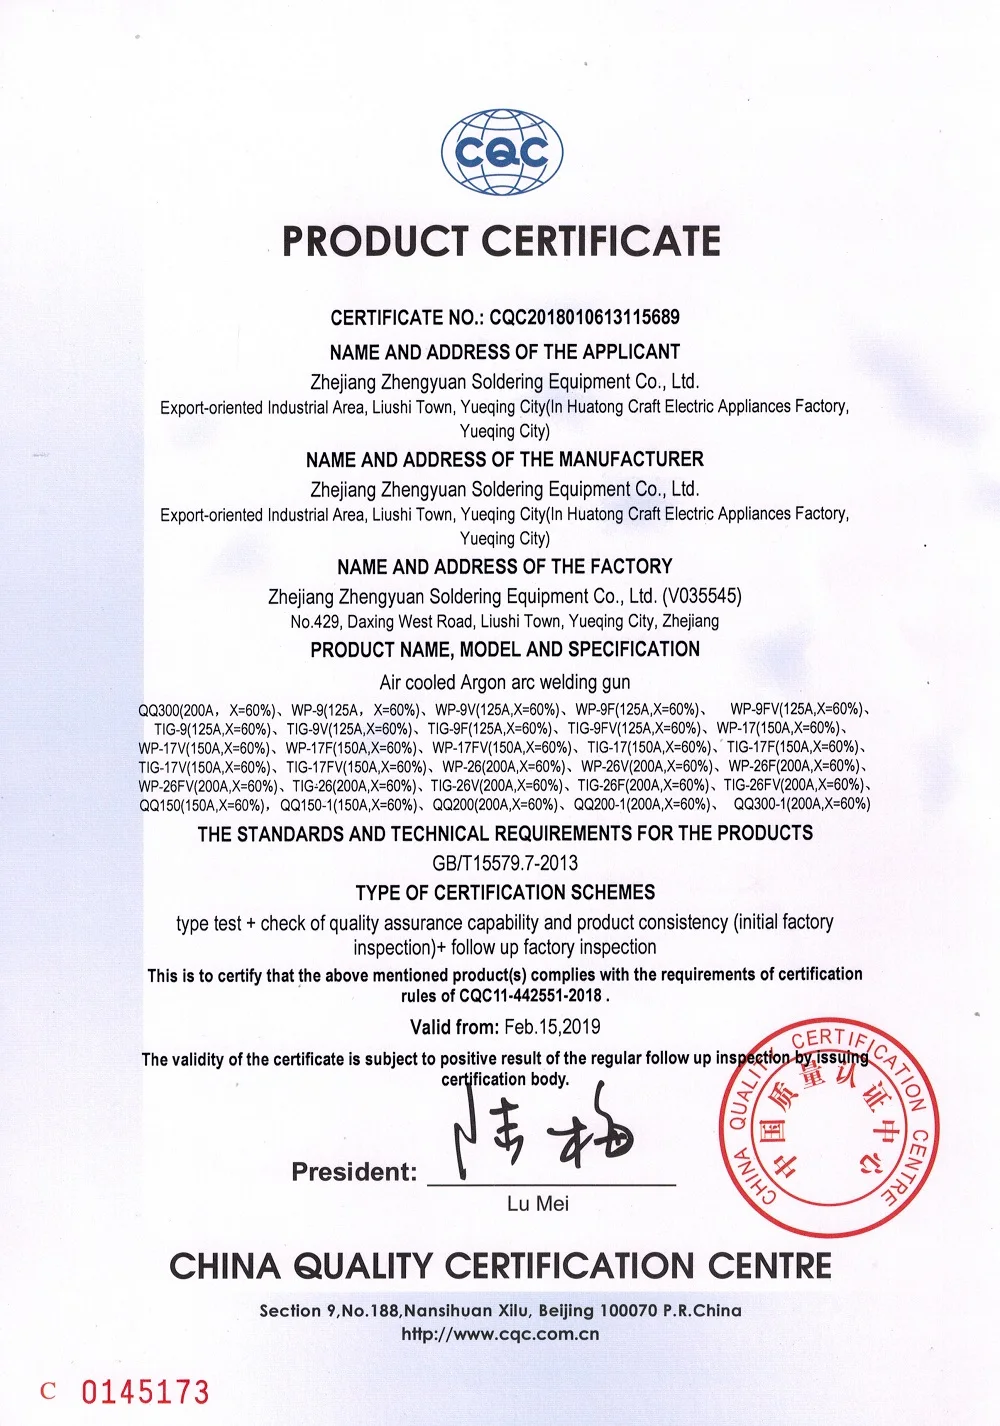 CQC
PRODUCT CERTIFICATE
CERTIFICATE NO.: CQC2018010613115689
NAME AND ADDRESS OF THE APPLICANT
Zhejiang Zhengyuan Soldering Equipment Co., Ltd.
Export-oriented Industrial Area, Liushi Town, Yueqing City(In Huatong Craft Electric Appliances Factory,
Yueqing City)
NAME AND ADDRESS OF THE MANUFACTURER
Zhejiang Zhengyuan Soldering Equipment Co., Ltd.
Export-oriented Industrial Area, Liushi Town, Yueqing City(In Huatong Craft Electric Appliances Factory,
Yueqing City)
NAME AND ADDRESS OF THE FACTORY
Zhejiang Zhengyuan Soldering Equipment Co., Ltd. (V035545)
No.429, Daxing West Road, Liushi Town, Yueqing City, Zhejiang
PRODUCT NAME, MODEL AND SPECIFICATION
Air cooled Argon arc welding gun
QQ300(200A，X=60%)、WP-9(125A，X=60%)、WP-9V(125A,X=60%)、WP-9F(125A,X=60%)、 WP-9FV(125A,X=60%)、
TIG-9(125A,X=60%)、TIG-9V(125A,X=60%)、TIG-9F(125A,X=60%)、TIG-9FV(125A,X=60%)、WP-17(150A,X=60%)、
WP-17V(150A,X=60%)、WP-17F(150A,X=60%)、WP-17FV(150A,X=60%)、TIG-17(150A,X=60%)、TIG-17F(150A,X=60%)、
TIG-17V(150A,X=60%)、TIG-17FV(150A,X=60%)、WP-26(200A,X=60%)、WP-26V(200A,X=60%)、WP-26F(200A,X=60%)、
WP-26FV(200A,X=60%)、TIG-26(200A,X=60%)、TIG-26V(200A,X=60%)、TIG-26F(200A,X=60%)、TIG-26FV(200A,X=60%)、
QQ150(150A,X=60%)，QQ150-1(150A,X=60%)、QQ200(200A,X=60%)、QQ200-1(200A,X=60%)、 QQ300-1(200A,X=60%)
THE STANDARDS AND TECHNICAL REQUIREMENTS FOR THE PRODUCTS
GB/T15579.7-2013
TYPE OF CERTIFICATION SCHEMES
type test + check of quality assurance capability and product consistency (initial factory
inspection)+ follow up factory inspection
This is to certify that the above mentioned product(s) complies with the requirements of certification
rules of CQC11-442551-2018 .
Valid from: Feb.15,2019
The validity of the certificate is subject to positive result of the regular follow up inspection by issuing
certification body.
CHINA QUALITY CERTIFICATION CENTRE
中国质量认证中心
陆梅
President:
Lu Mei
CHINA QUALITY CERTIFICATION CENTRE
Section 9,No.188,Nansihuan Xilu, Beijing 100070 P.R.China
http://www.cqc.com.cn
C 0145173